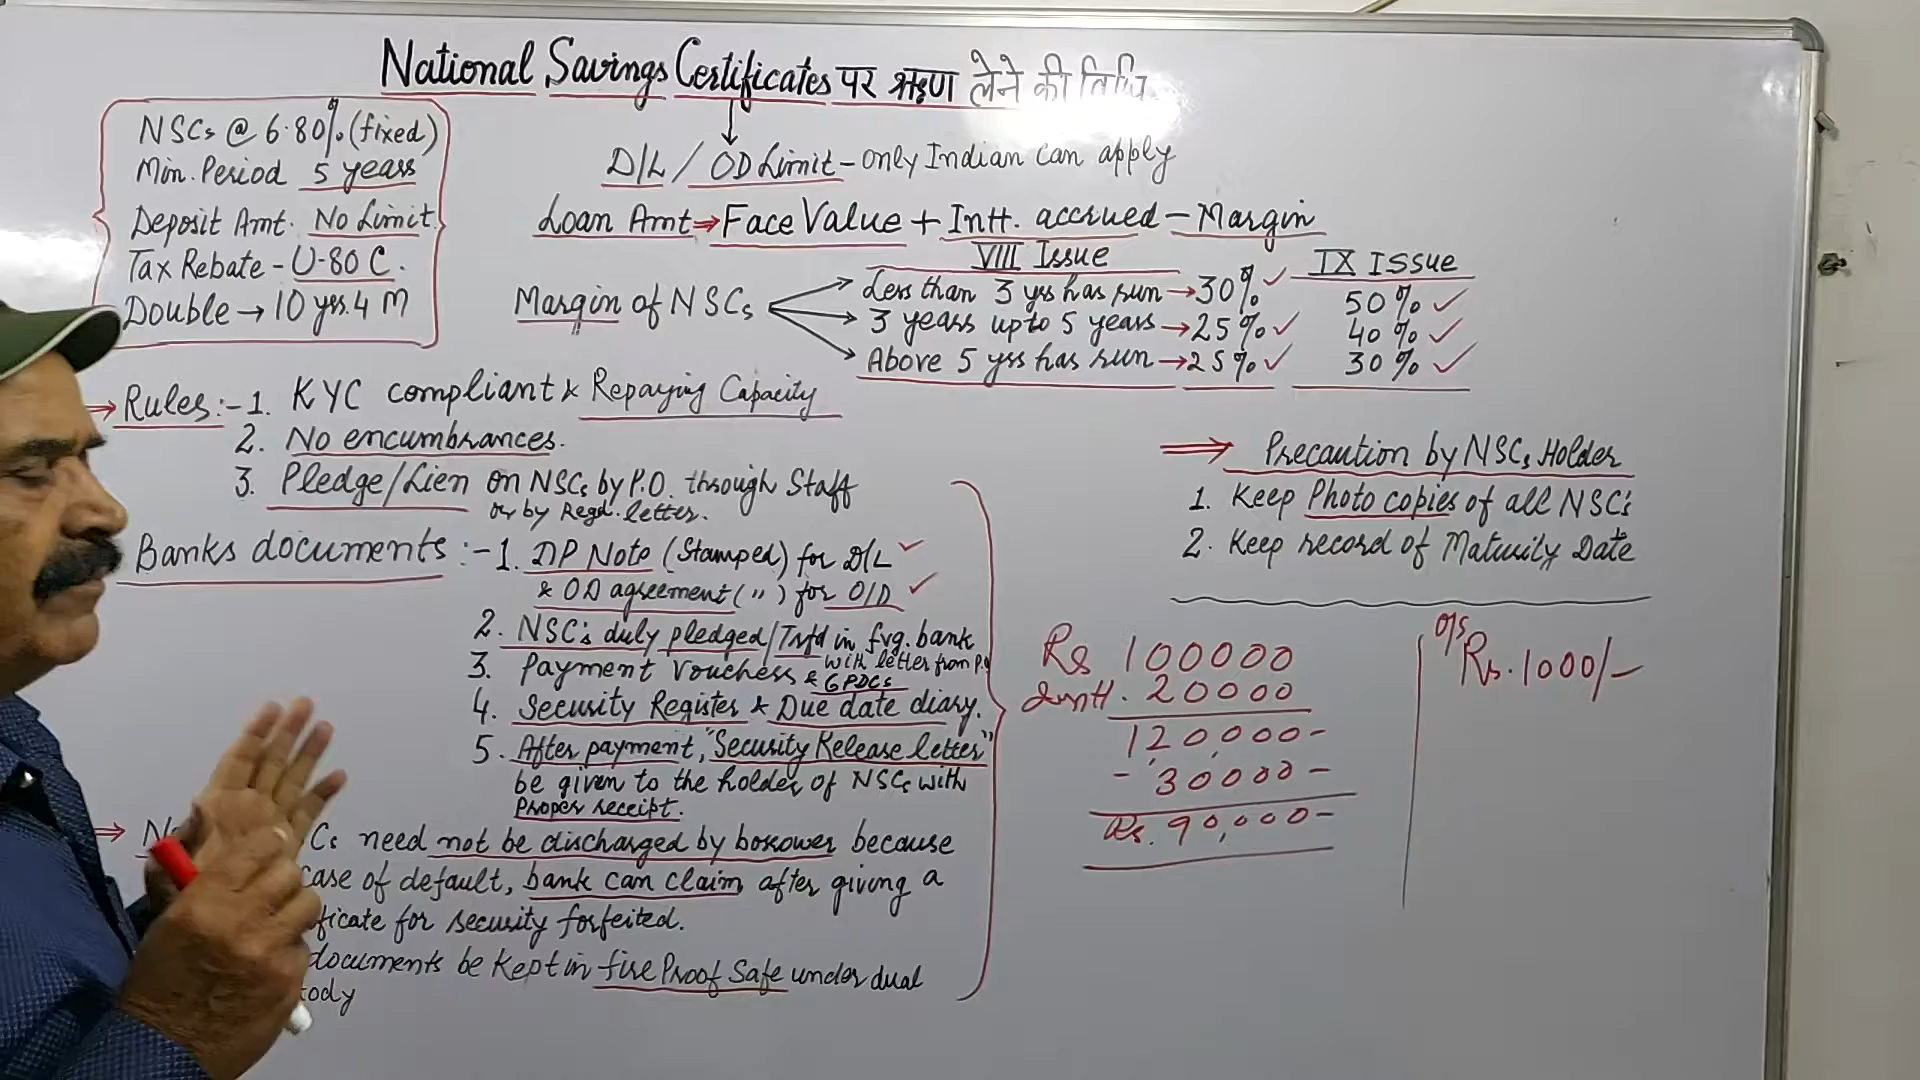 National Savings Certificates पर ऋण लेने की विधि
NSCs @ 6.80% (fixed)
Min. Period 5 years
Deposit Amt. No Limit
Tax Rebate - U-80 C.
Double → 10 yrs. 4 M
D/L / OD Limit - only Indian can apply
Loan Amt ⇒ Face Value + Intt. accrued - Margin
VIII Issue IX Issue
Margin of NSCs
Less than 3 yrs has run → 30% ✓ 50% ✓
3 years upto 5 years → 25% ✓ 40% ✓
Above 5 yrs has run → 25% ✓ 30% ✓
⇒ Rules:- 1. KYC compliant & Repaying Capacity
2. No encumbrances.
3. Pledge/Lien on NSCs by P.O. through Staff
or by Regd. letter.
Banks documents:- 1. DP Note (Stamped) for D/L ✓
& OD agreement ( " ) for O/D ✓
2. NSC's duly pledged/Trfd in fvg. bank
with letter from P.O
3. Payment Vouchers & 6 PDCs
4. Security Register & Due date diary.
5. After payment, "Security Release letter"
be given to the holder of NSCs with
Proper receipt.
⇒ Cs need not be discharged by borrower because
case of default, bank can claim after giving a
ficate for security forfeited.
documents be kept in fire Proof Safe under dual
tody
⇒ Precaution by NSCs Holder
1. Keep Photo copies of all NSC's
2. Keep record of Maturity Date
Rs 100000
Intt. 20000
120,000-
- 30000-
Rs. 90,000-
O/S
Rs. 1000/-